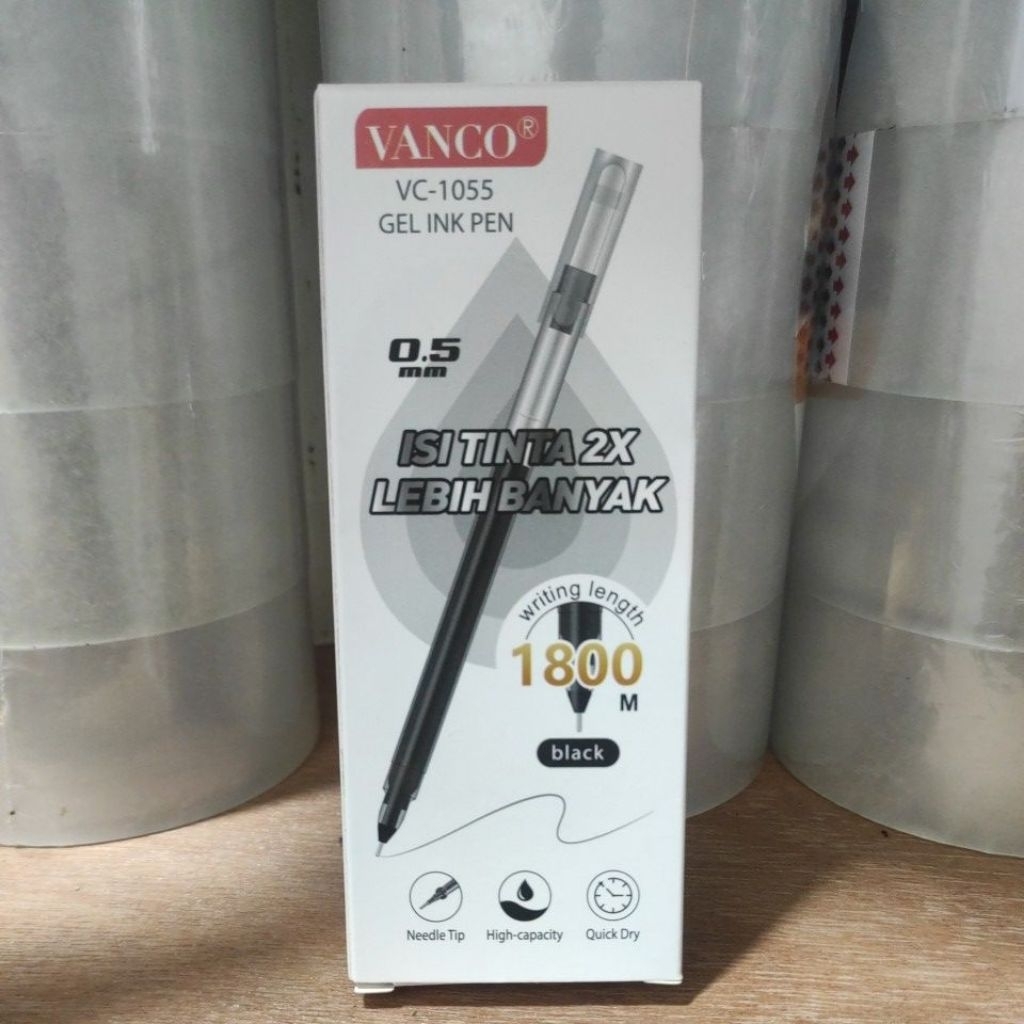 VANCO®
VC-1055
GEL INK PEN
0.5
mm
ISI TINTA 2X
LEBIH BANYAK
writing length
1800
M
black
Needle Tip High-capacity Quick Dry